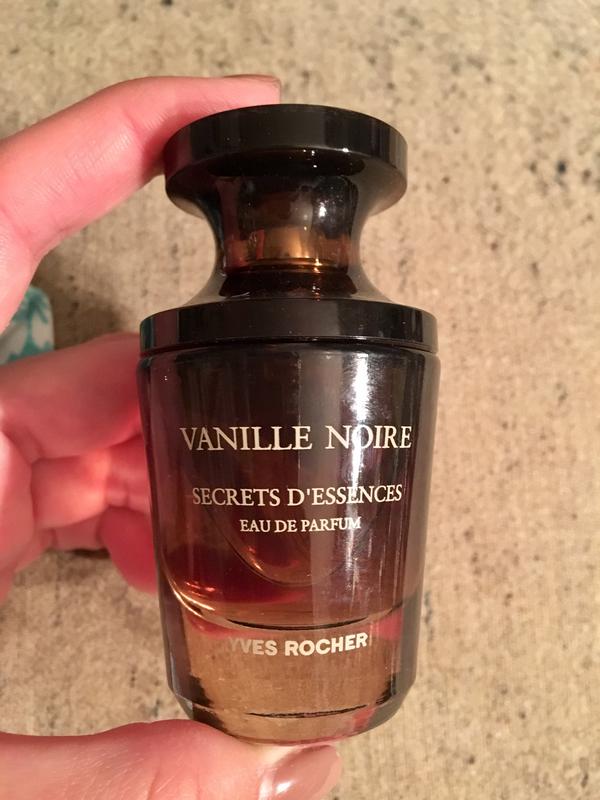 VANILLE NOIRE
SECRETS D'ESSENCES
EAU DE PARFUM
YVES ROCHER